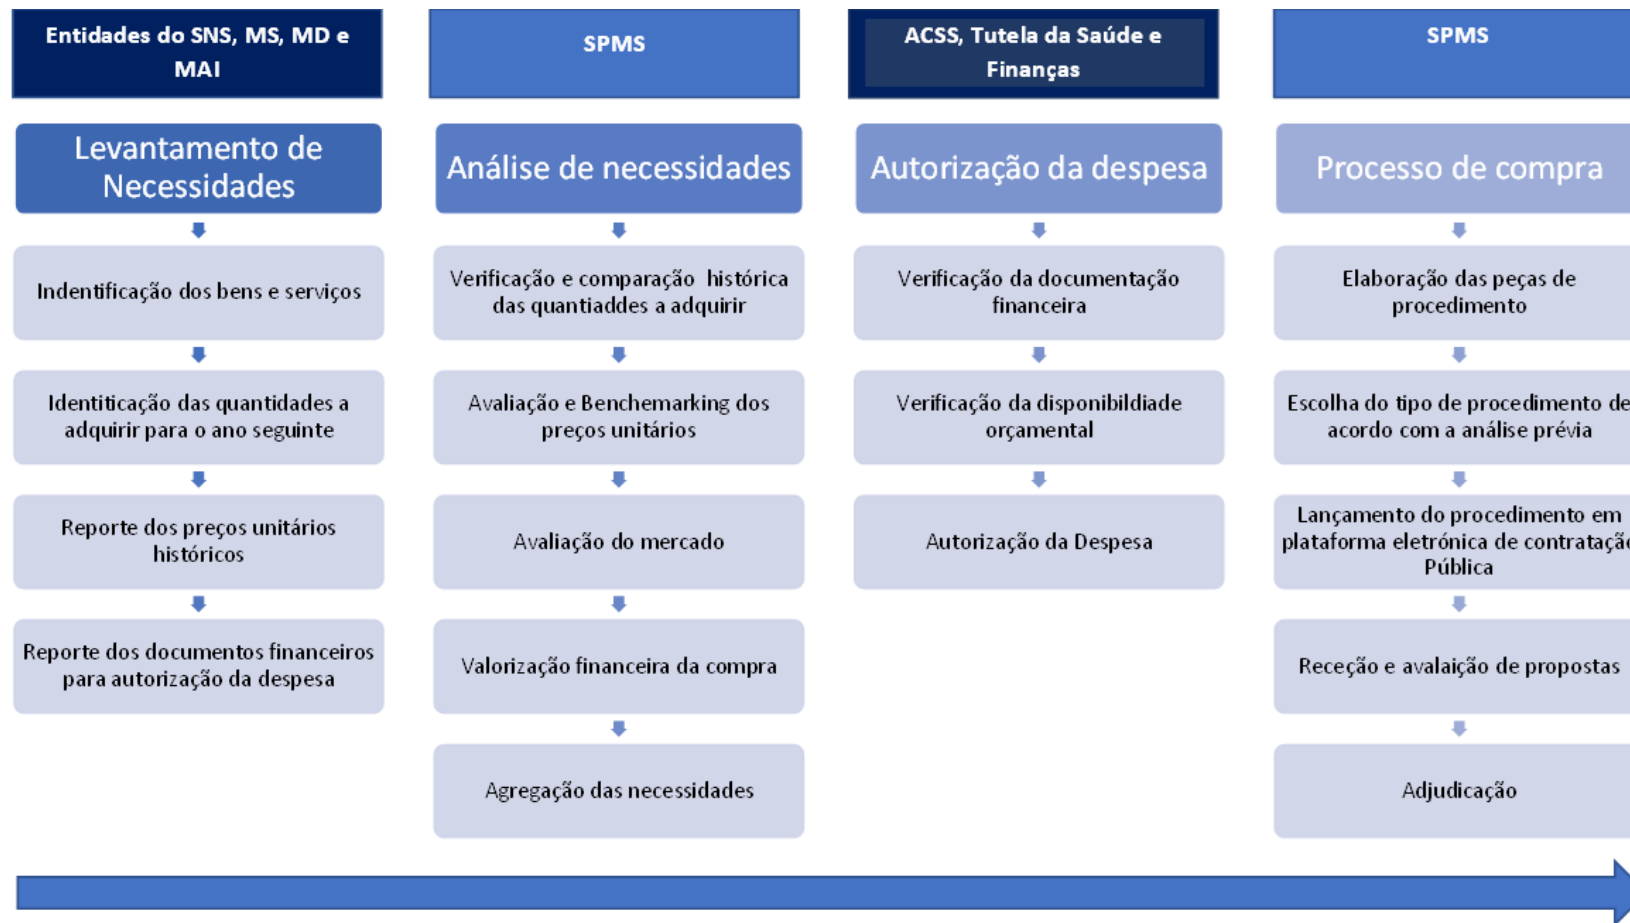 Entidades do SNS, MS, MD e
MAI
SPMS
ACSS, Tutela da Saúde e
Finanças
SPMS
Levantamento de
Necessidades
Indentificação dos bens e serviços
Identiticação das quantidades a
adquirir para o ano seguinte
Reporte dos preços unitários
históricos
Reporte dos documentos financeiros
para autorização da despesa
Análise de necessidades
Verificação e comparação histórica
das quantiaddes a adquirir
Avaliação e Benchemarking dos
preços unitários
Avaliação do mercado
Valorização financeira da compra
Agregação das necessidades
Autorização da despesa
Verificação da documentação
financeira
Verificação da disponibildiade
orçamental
Autorização da Despesa
Processo de compra
Elaboração das peças de
procedimento
Escolha do tipo de procedimento de
acordo com a análise prévia
Lançamento do procedimento em
plataforma eletrónica de contratação
Pública
Receção e avalaição de propostas
Adjudicação